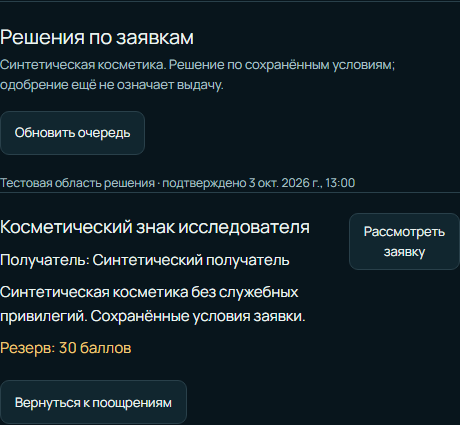 Решения по заявкам
Синтетическая косметика. Решение по сохранённым условиям;
одобрение ещё не означает выдачу.
Обновить очередь
Тестовая область решения · подтверждено 3 окт. 2026 г., 13:00
Косметический знак исследователя
Рассмотреть
заявку
Получатель: Синтетический получатель
Синтетическая косметика без служебных
привилегий. Сохранённые условия заявки.
Резерв: 30 баллов
Вернуться к поощрениям